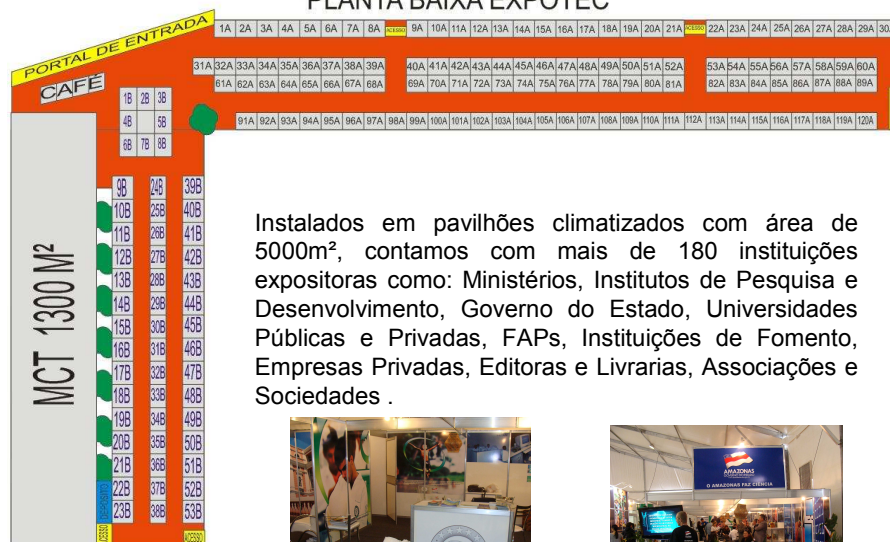 PLANTA BAIXA EXPOTEC
PORTAL DE ENTRADA
1A 2A 3A 4A 5A 6A 7A 8A ACESSO 9A 10A 11A 12A 13A 14A 15A 16A 17A 18A 19A 20A 21A ACESSO 22A 23A 24A 25A 26A 27A 28A 29A
CAFÉ
31A 32A 33A 34A 35A 36A 37A 38A 39A 40A 41A 42A 43A 44A 45A 46A 47A 48A 49A 50A 51A 52A 53A 54A 55A 56A 57A 58A 59A 60A
61A 62A 63A 64A 65A 66A 67A 68A 69A 70A 71A 72A 73A 74A 75A 76A 77A 78A 79A 80A 81A 82A 83A 84A 85A 86A 87A 88A 89A
91A 92A 93A 94A 95A 96A 97A 98A 99A 100A 101A 102A 103A 104A 105A 106A 107A 108A 109A 110A 111A 112A 113A 114A 115A 116A 117A 118A 119A 120A
1B 2B 3B
4B 5B
6B 7B 8B
MCT 1300 M²
9B 24B 39B
10B 25B 40B
11B 26B 41B
12B 27B 42B
13B 28B 43B
14B 29B 44B
15B 30B 45B
16B 31B 46B
17B 32B 47B
18B 33B 48B
19B 34B 49B
20B 35B 50B
21B 36B 51B
22B 37B 52B
23B 38B 53B
DEPOSITO
ACESSO ACESSO
Instalados em pavilhões climatizados com área de
5000m², contamos com mais de 180 instituições
expositoras como: Ministérios, Institutos de Pesquisa e
Desenvolvimento, Governo do Estado, Universidades
Públicas e Privadas, FAPs, Instituições de Fomento,
Empresas Privadas, Editoras e Livrarias, Associações e
Sociedades .
AMAZONAS
O AMAZONAS FAZ CIÊNCIA